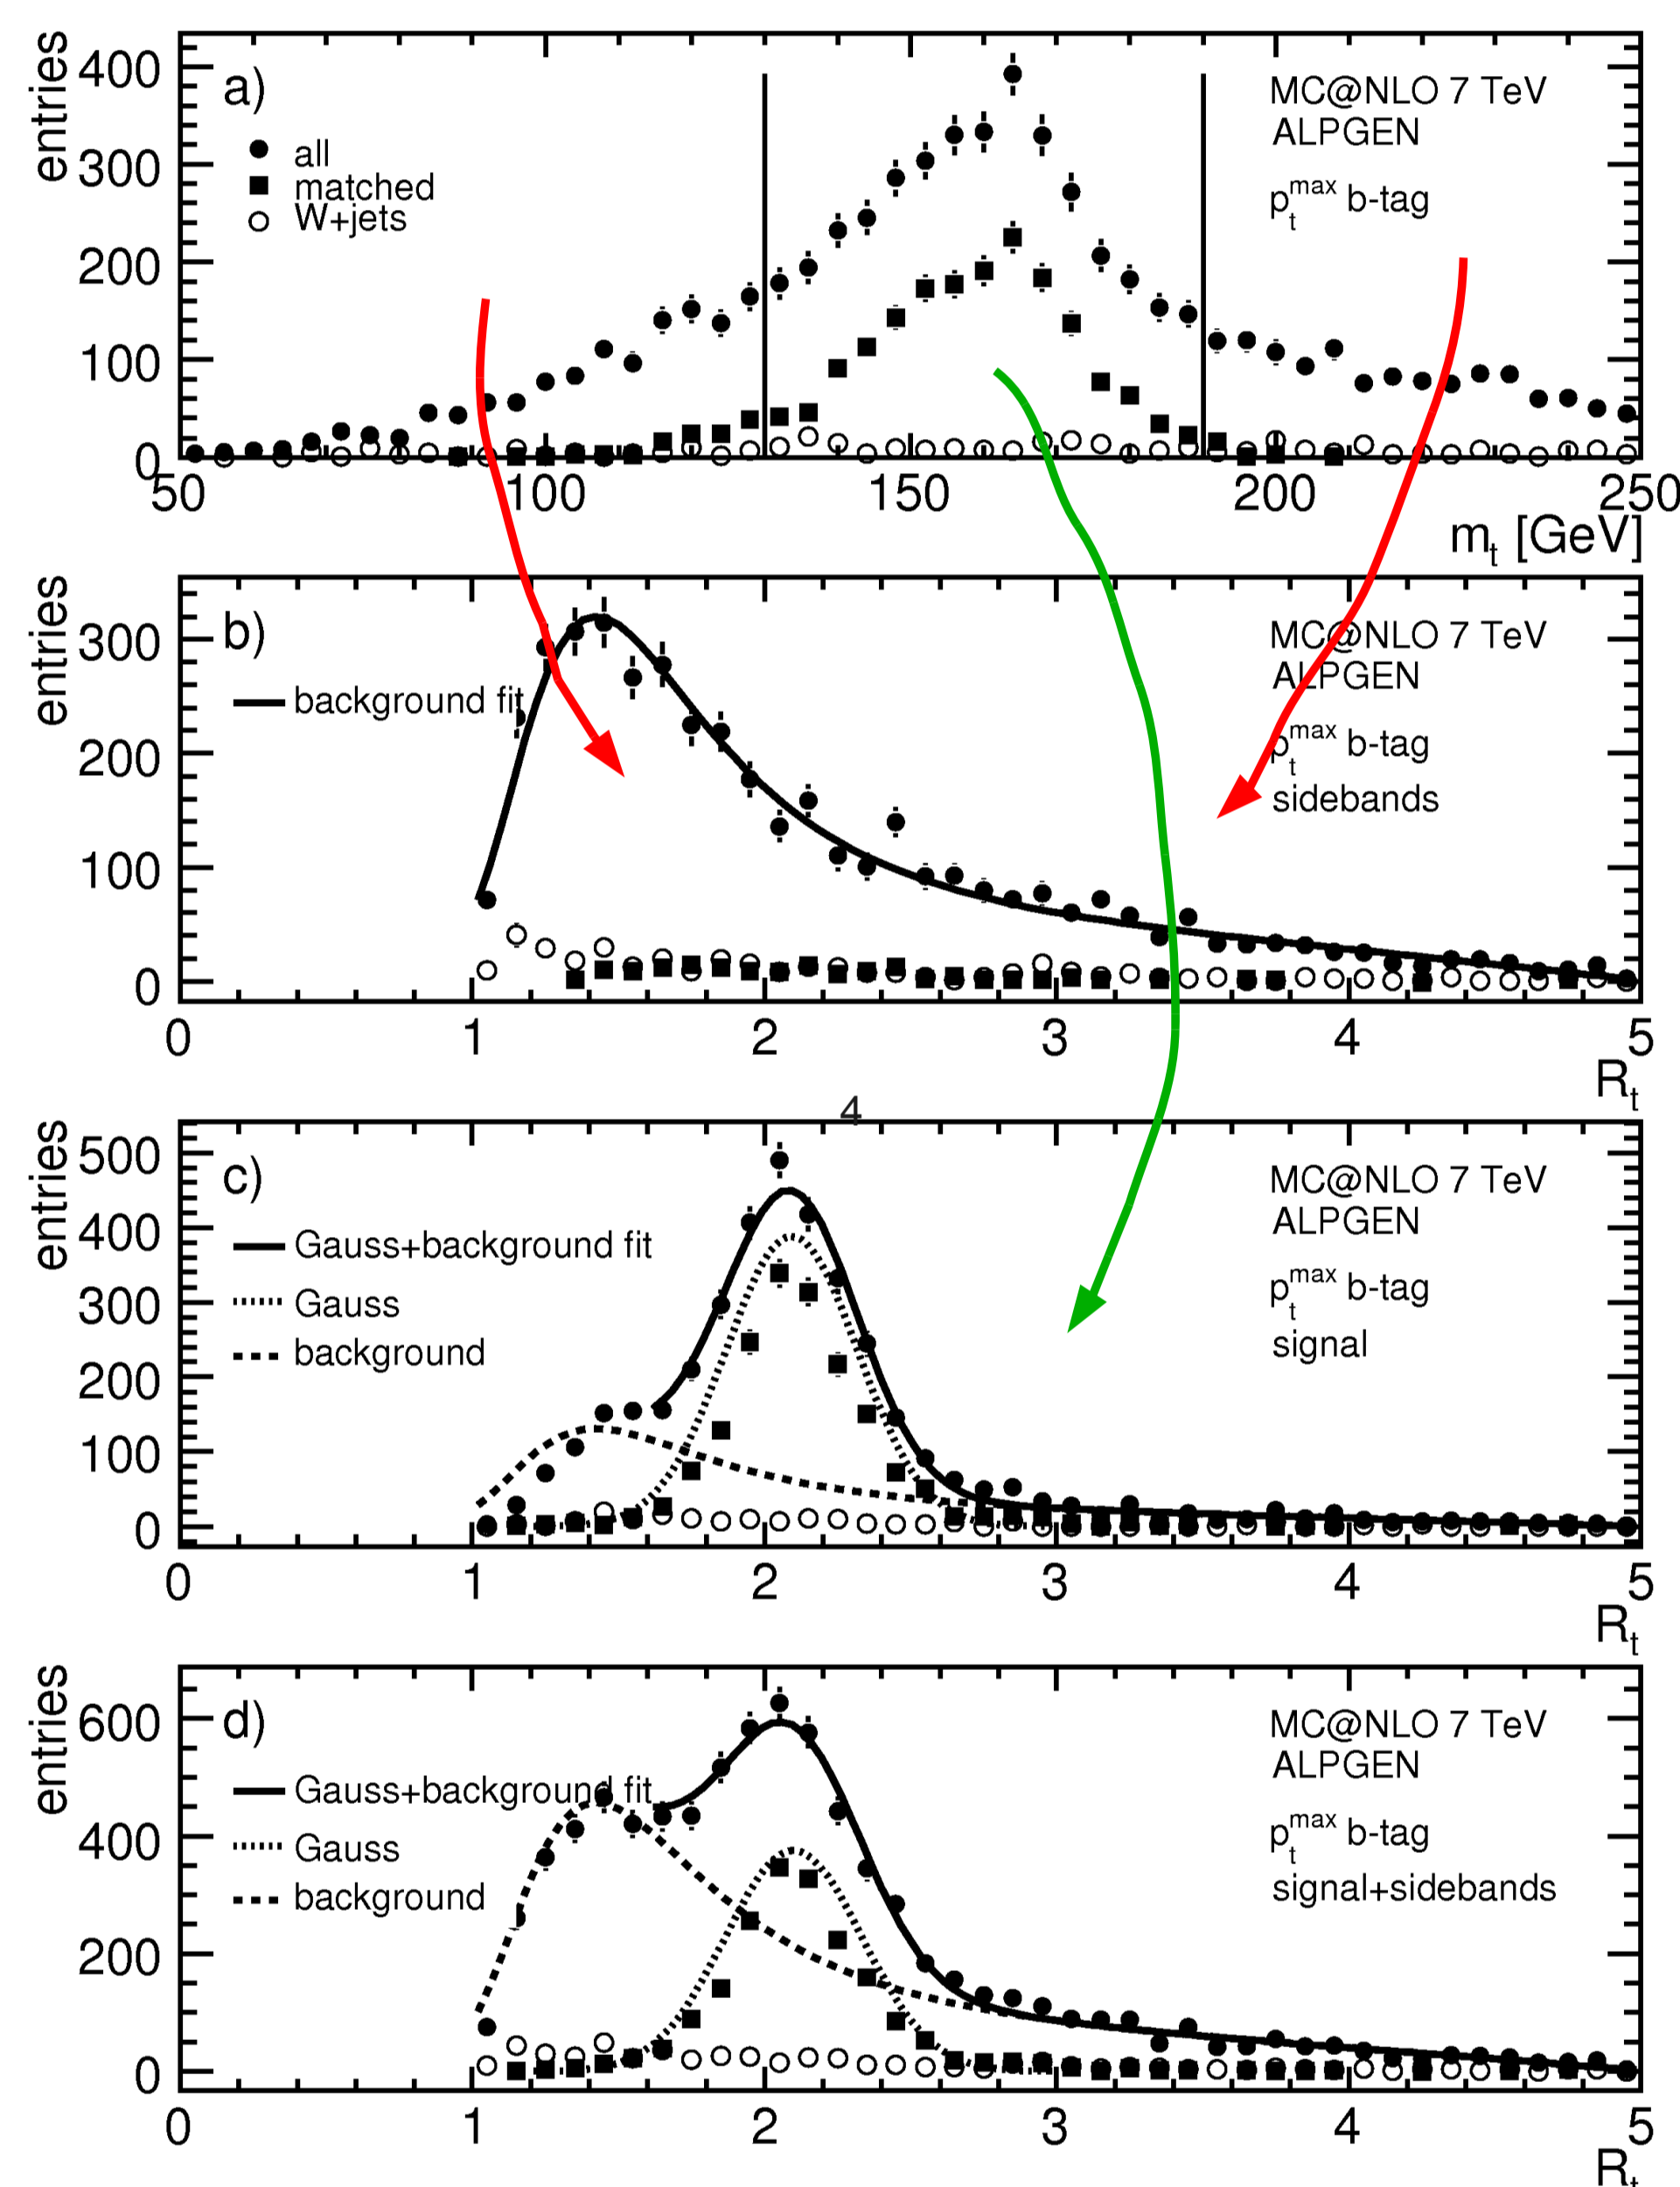 entries
400
300
200
100
0
a)
all
matched
W+jets
MC@NLO 7 TeV
ALPGEN
p_t^max b-tag
50 100 150 200 250
m_t [GeV]
entries
300
200
100
0
b)
background fit
MC@NLO 7 TeV
ALPGEN
p_t^max b-tag
sidebands
0 1 2 3 4 5
R_t
4
entries
500
400
300
200
100
0
c)
Gauss+background fit
Gauss
background
MC@NLO 7 TeV
ALPGEN
p_t^max b-tag
signal
0 1 2 3 4 5
R_t
entries
600
400
200
0
d)
Gauss+background fit
Gauss
background
MC@NLO 7 TeV
ALPGEN
p_t^max b-tag
signal+sidebands
0 1 2 3 4 5
R_t